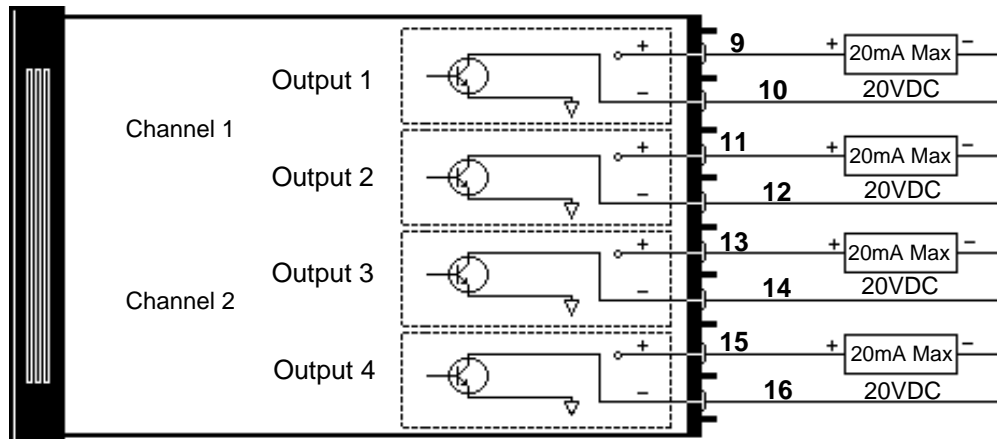 + 9 + 20mA Max −
Output 1
− 10 20VDC
Channel 1
+ 11 + 20mA Max −
Output 2
− 12 20VDC
+ 13 + 20mA Max −
Output 3
− 14 20VDC
Channel 2
+ 15 + 20mA Max −
Output 4
− 16 20VDC